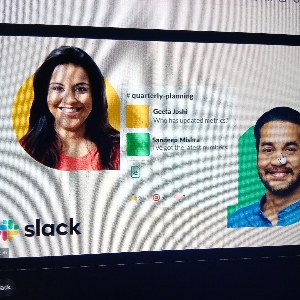 # quarterly-planning
Geeta Joshi
Who has updated metrics?
Sandeep Mishra
I've got the latest numbers
slack